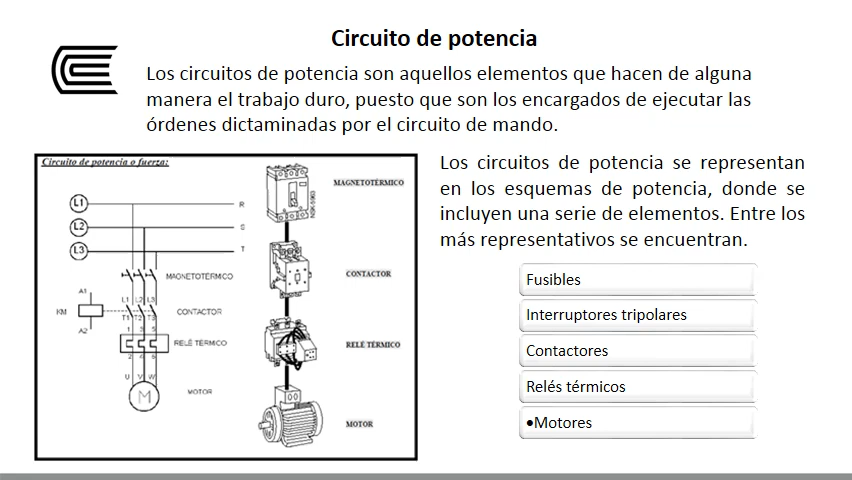 Circuito de potencia
Los circuitos de potencia son aquellos elementos que hacen de alguna
manera el trabajo duro, puesto que son los encargados de ejecutar las
órdenes dictaminadas por el circuito de mando.
Circuito de potencia o fuerza:
L1
R
L2
S
L3
T
MAGNETOTÉRMICO
A1
L1 L2 L3
KM
CONTACTOR
T1 T2 T3
A2
1 3 5
RELÉ TÉRMICO
2 4 6
U V W
M
MOTOR
MAGNETOTÉRMICO
CONTACTOR
RELÉ TÉRMICO
MOTOR
Los circuitos de potencia se representan
en los esquemas de potencia, donde se
incluyen una serie de elementos. Entre los
más representativos se encuentran.
Fusibles
Interruptores tripolares
Contactores
Relés térmicos
•Motores